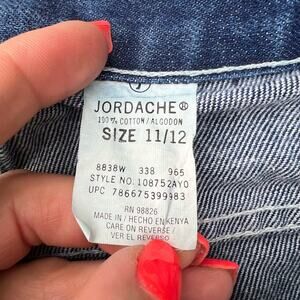 JORDACHE®
100% COTTON/ALGODON
SIZE 11/12
8838W 338 965
STYLE NO. 108752AYO
UPC 786675399983
RN 98826
MADE IN / HECHO EN KENYA
CARE ON REVERSE/
VER EL REVERSO